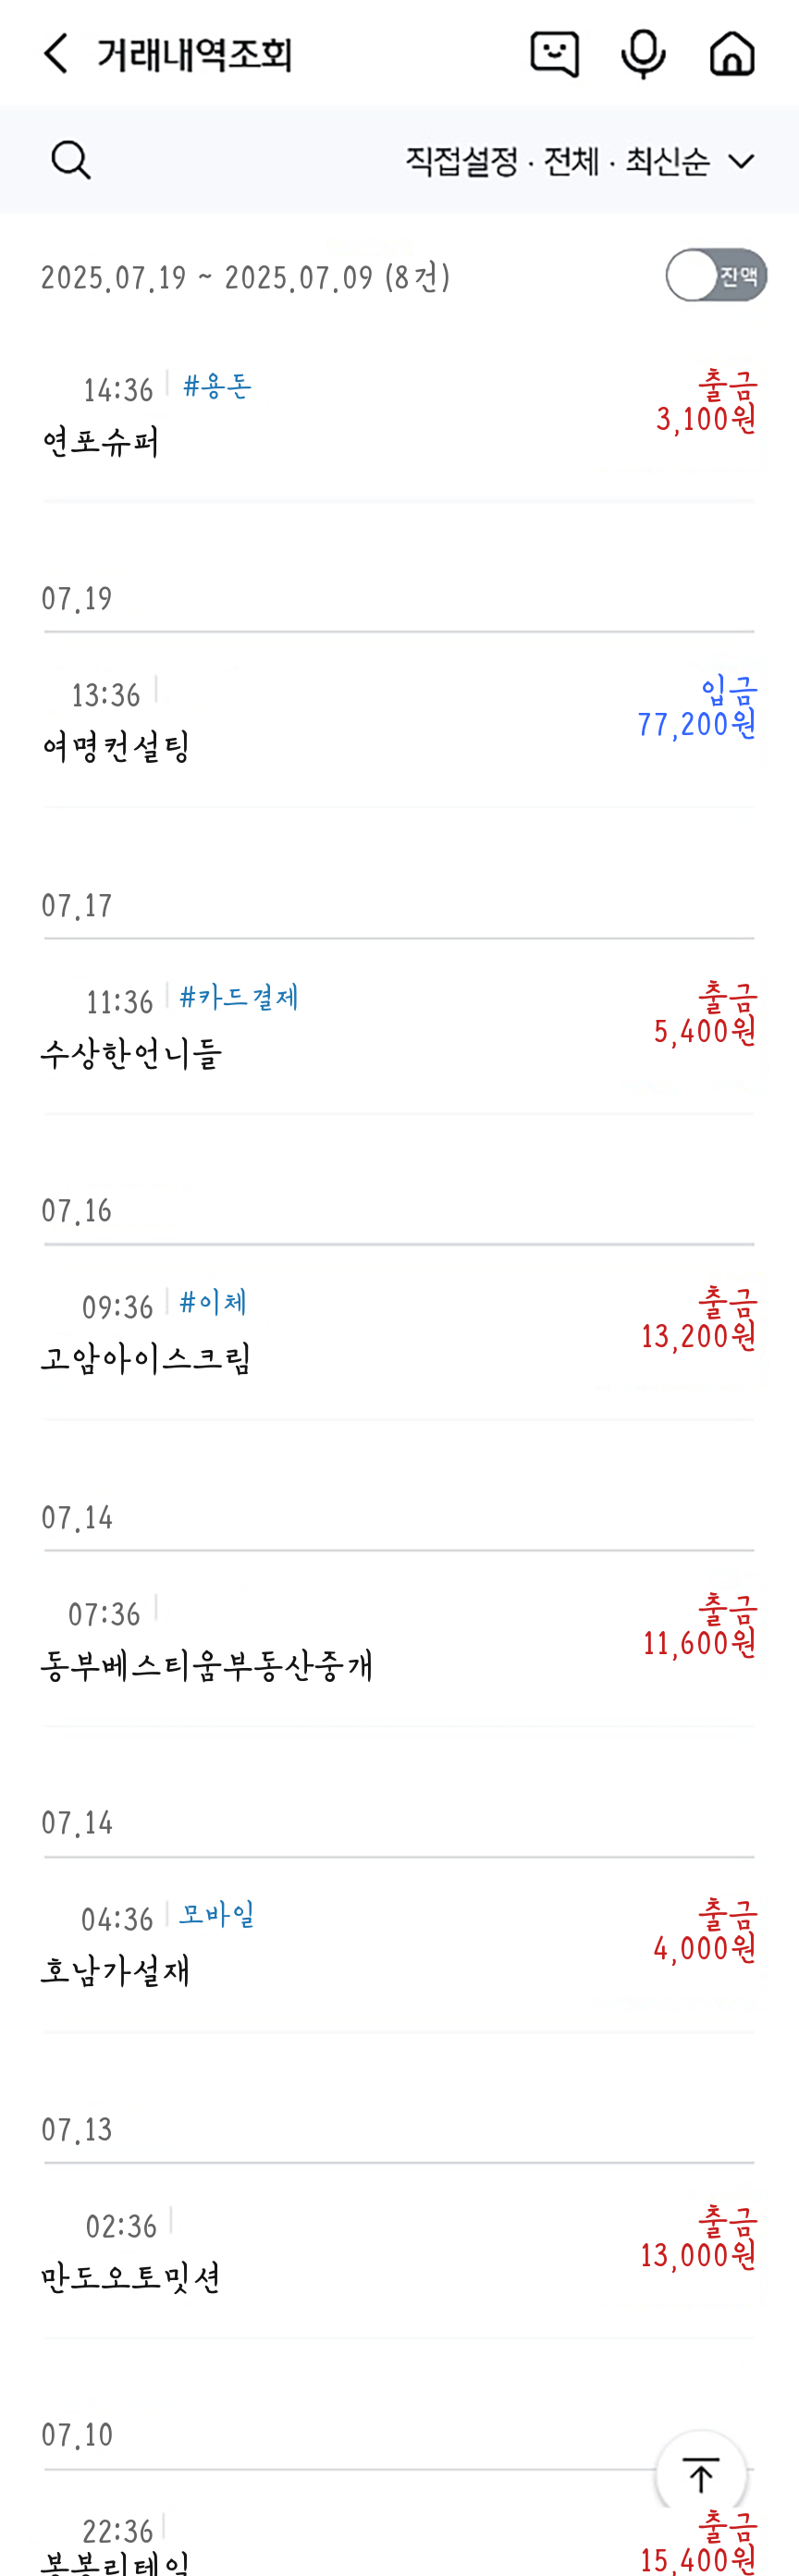 거래내역조회
직접설정 · 전체 · 최신순
2025.07.19 ~ 2025.07.09 (8건)
잔액
14:36 #용돈
출금
연포슈퍼
3,100원
07.19
13:36
입금
여명컨설팅
77,200원
07.17
11:36 #카드결제
출금
수상한언니들
5,400원
07.16
09:36 #이체
출금
고암아이스크림
13,200원
07.14
07:36
출금
동부베스티움부동산중개
11,600원
07.14
04:36 모바일
출금
호남가설재
4,000원
07.13
02:36
출금
만도오토밋션
13,000원
07.10
22:36
출금
봉봉리테일
15,400원